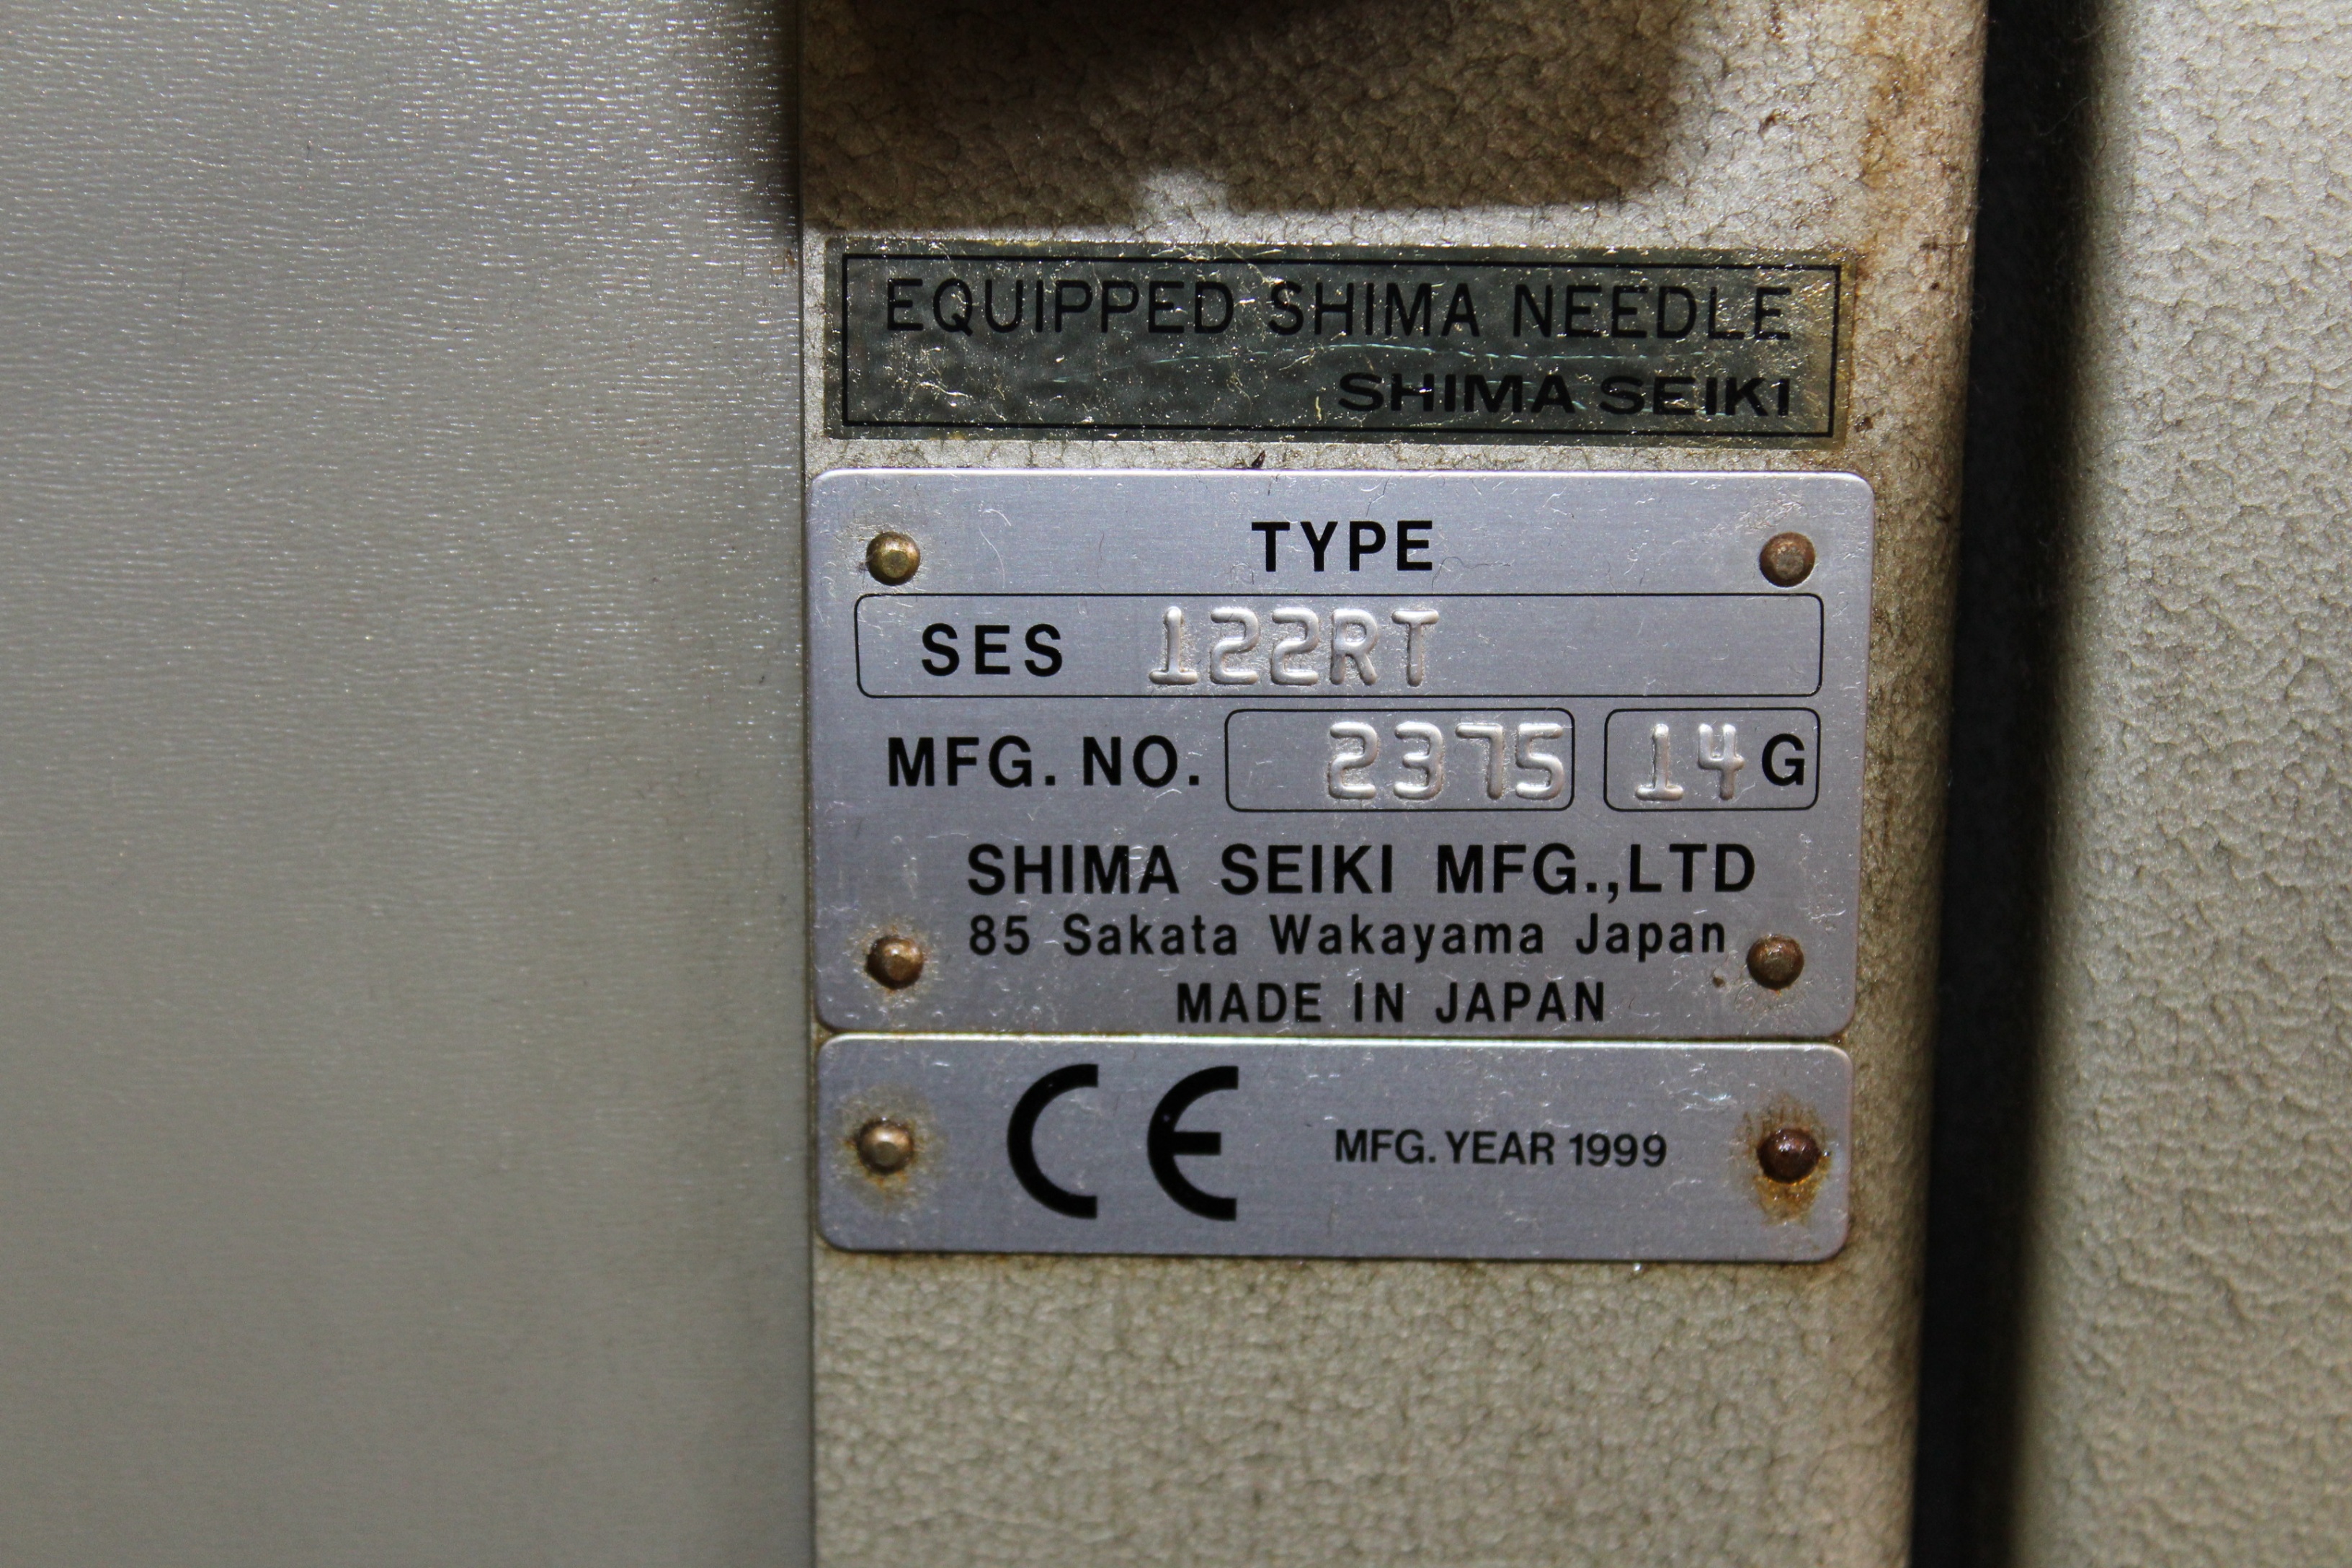 EQUIPPED SHIMA NEEDLE
SHIMA SEIKI
TYPE
SES 122RT
MFG. NO. 2375 14 G
SHIMA SEIKI MFG.,LTD
85 Sakata Wakayama Japan
MADE IN JAPAN
CE MFG. YEAR 1999